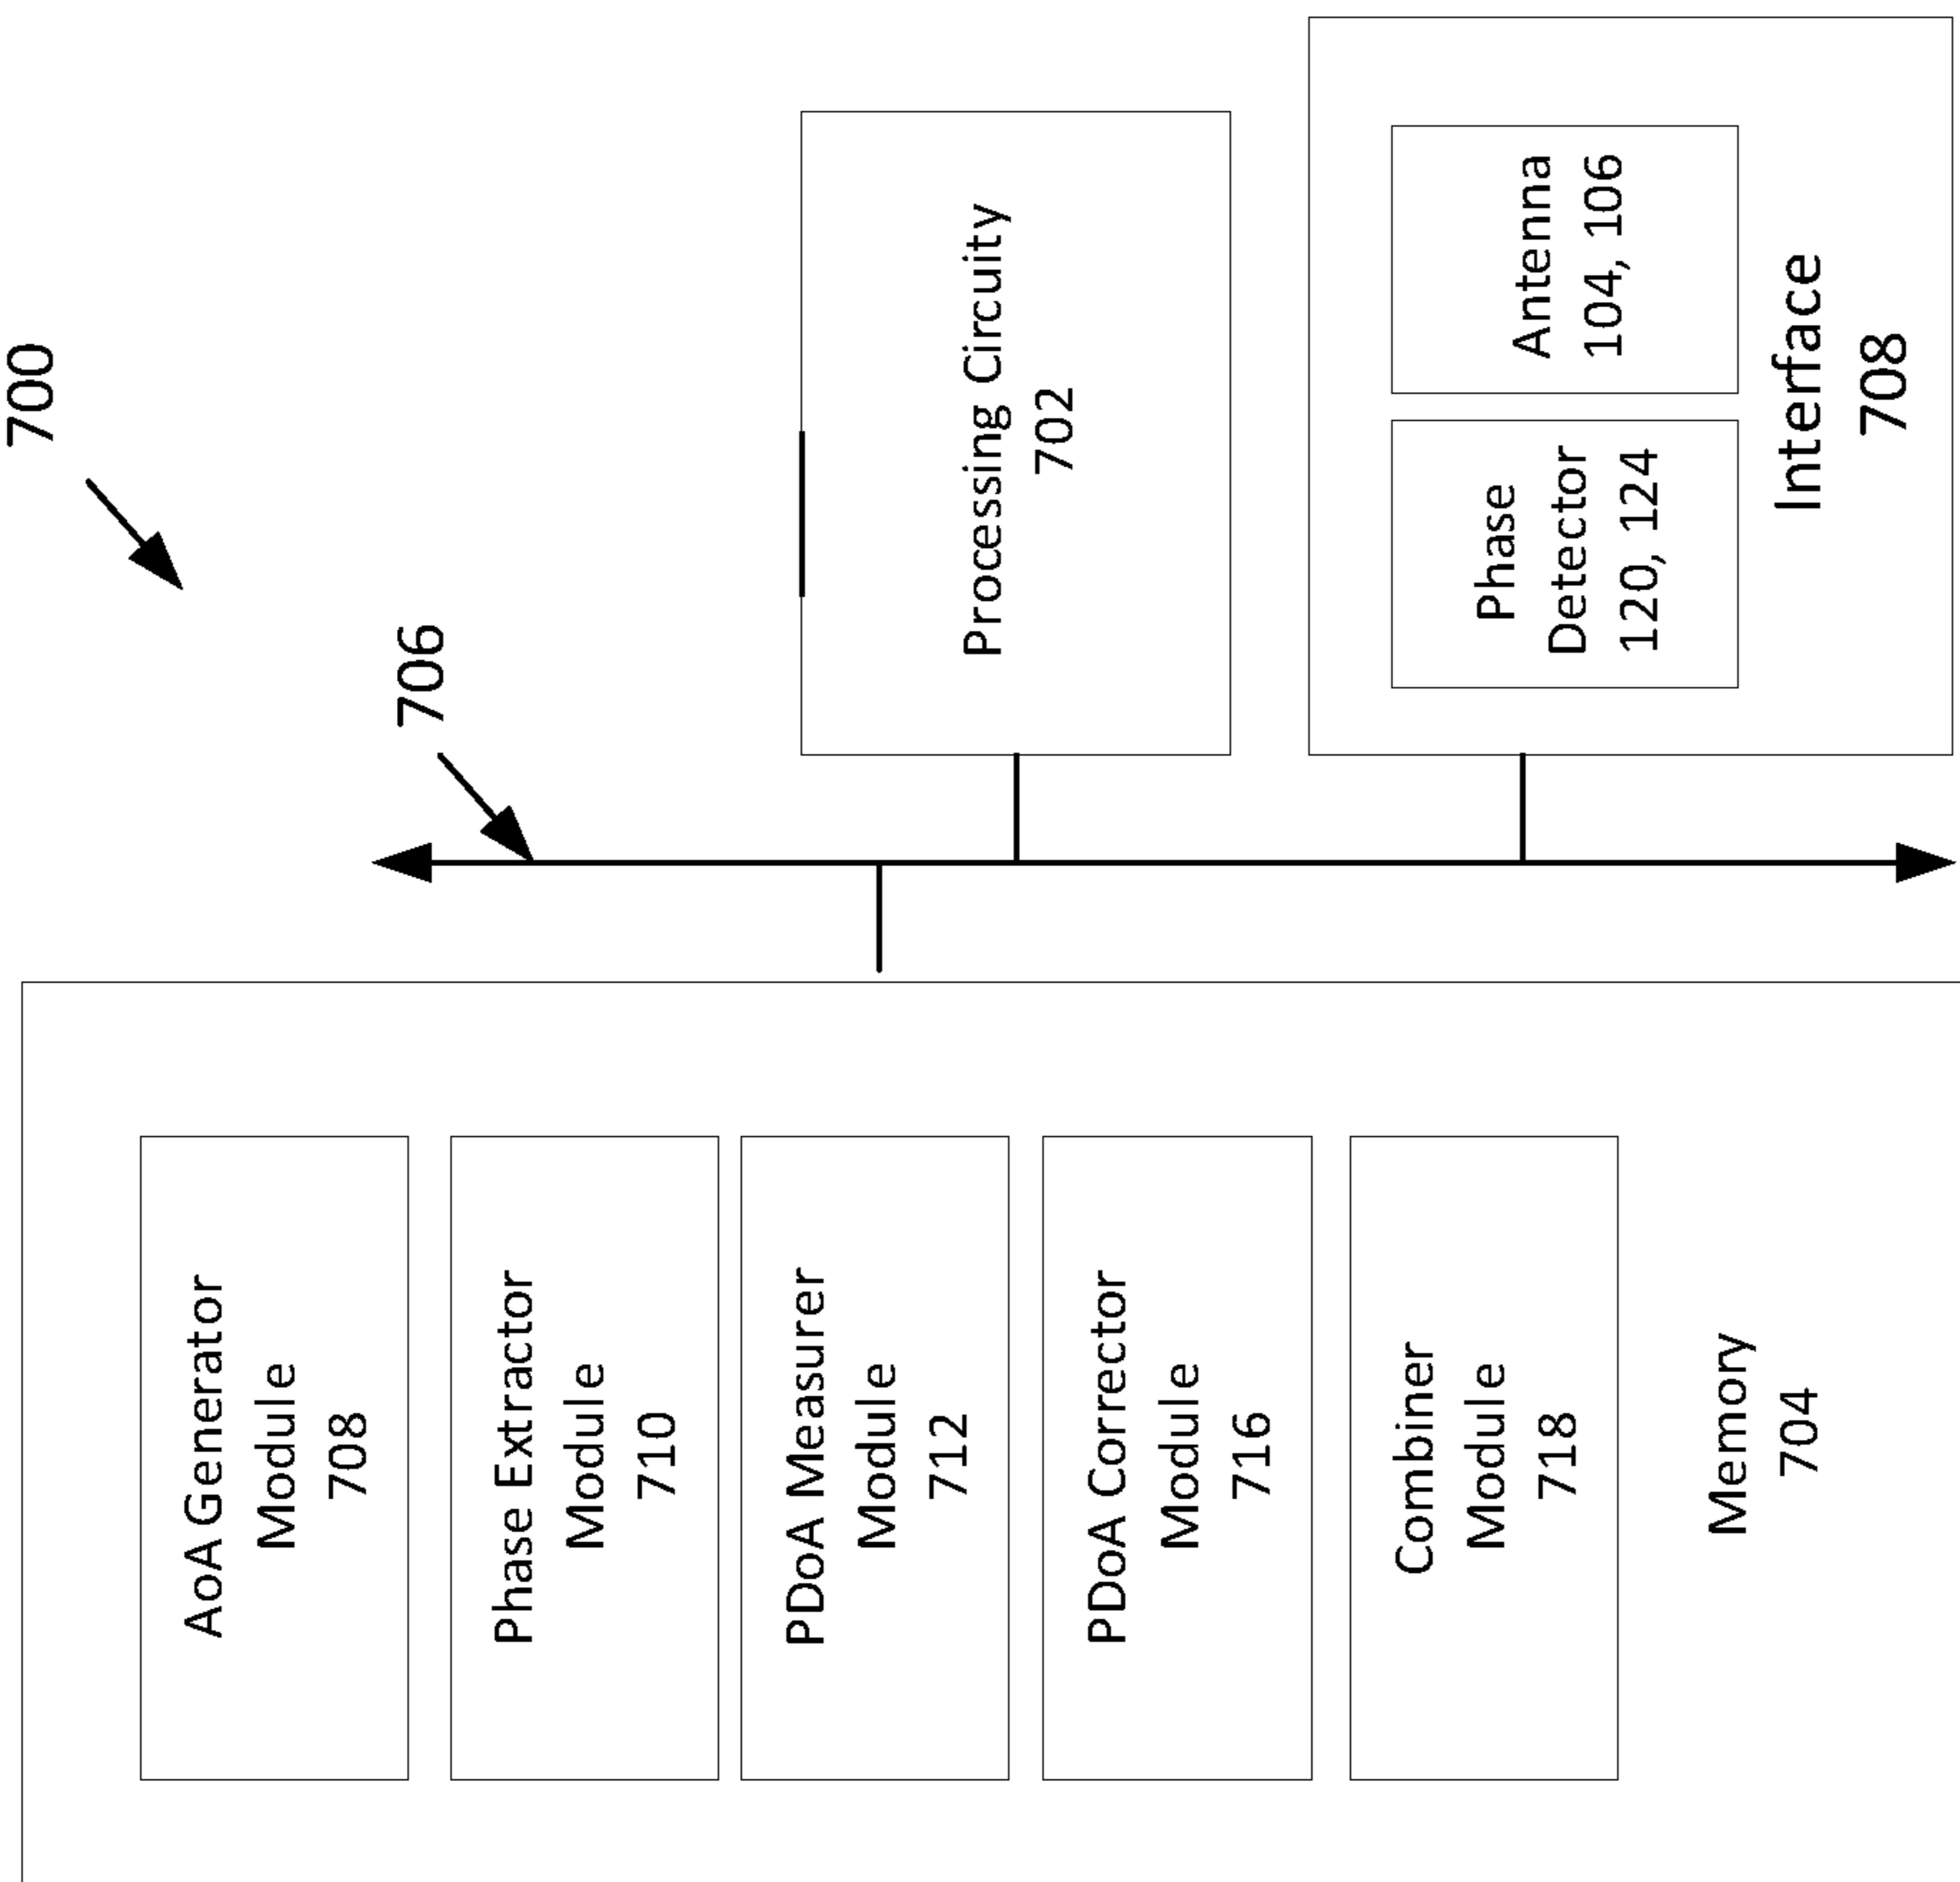 700
706
Processing Circuity
702
Phase
Detector
120, 124
Antenna
104, 106
Interface
708
AoA Generator
Module
708
Phase Extractor
Module
710
PDoA Measurer
Module
712
PDoA Corrector
Module
716
Combiner
Module
718
Memory
704